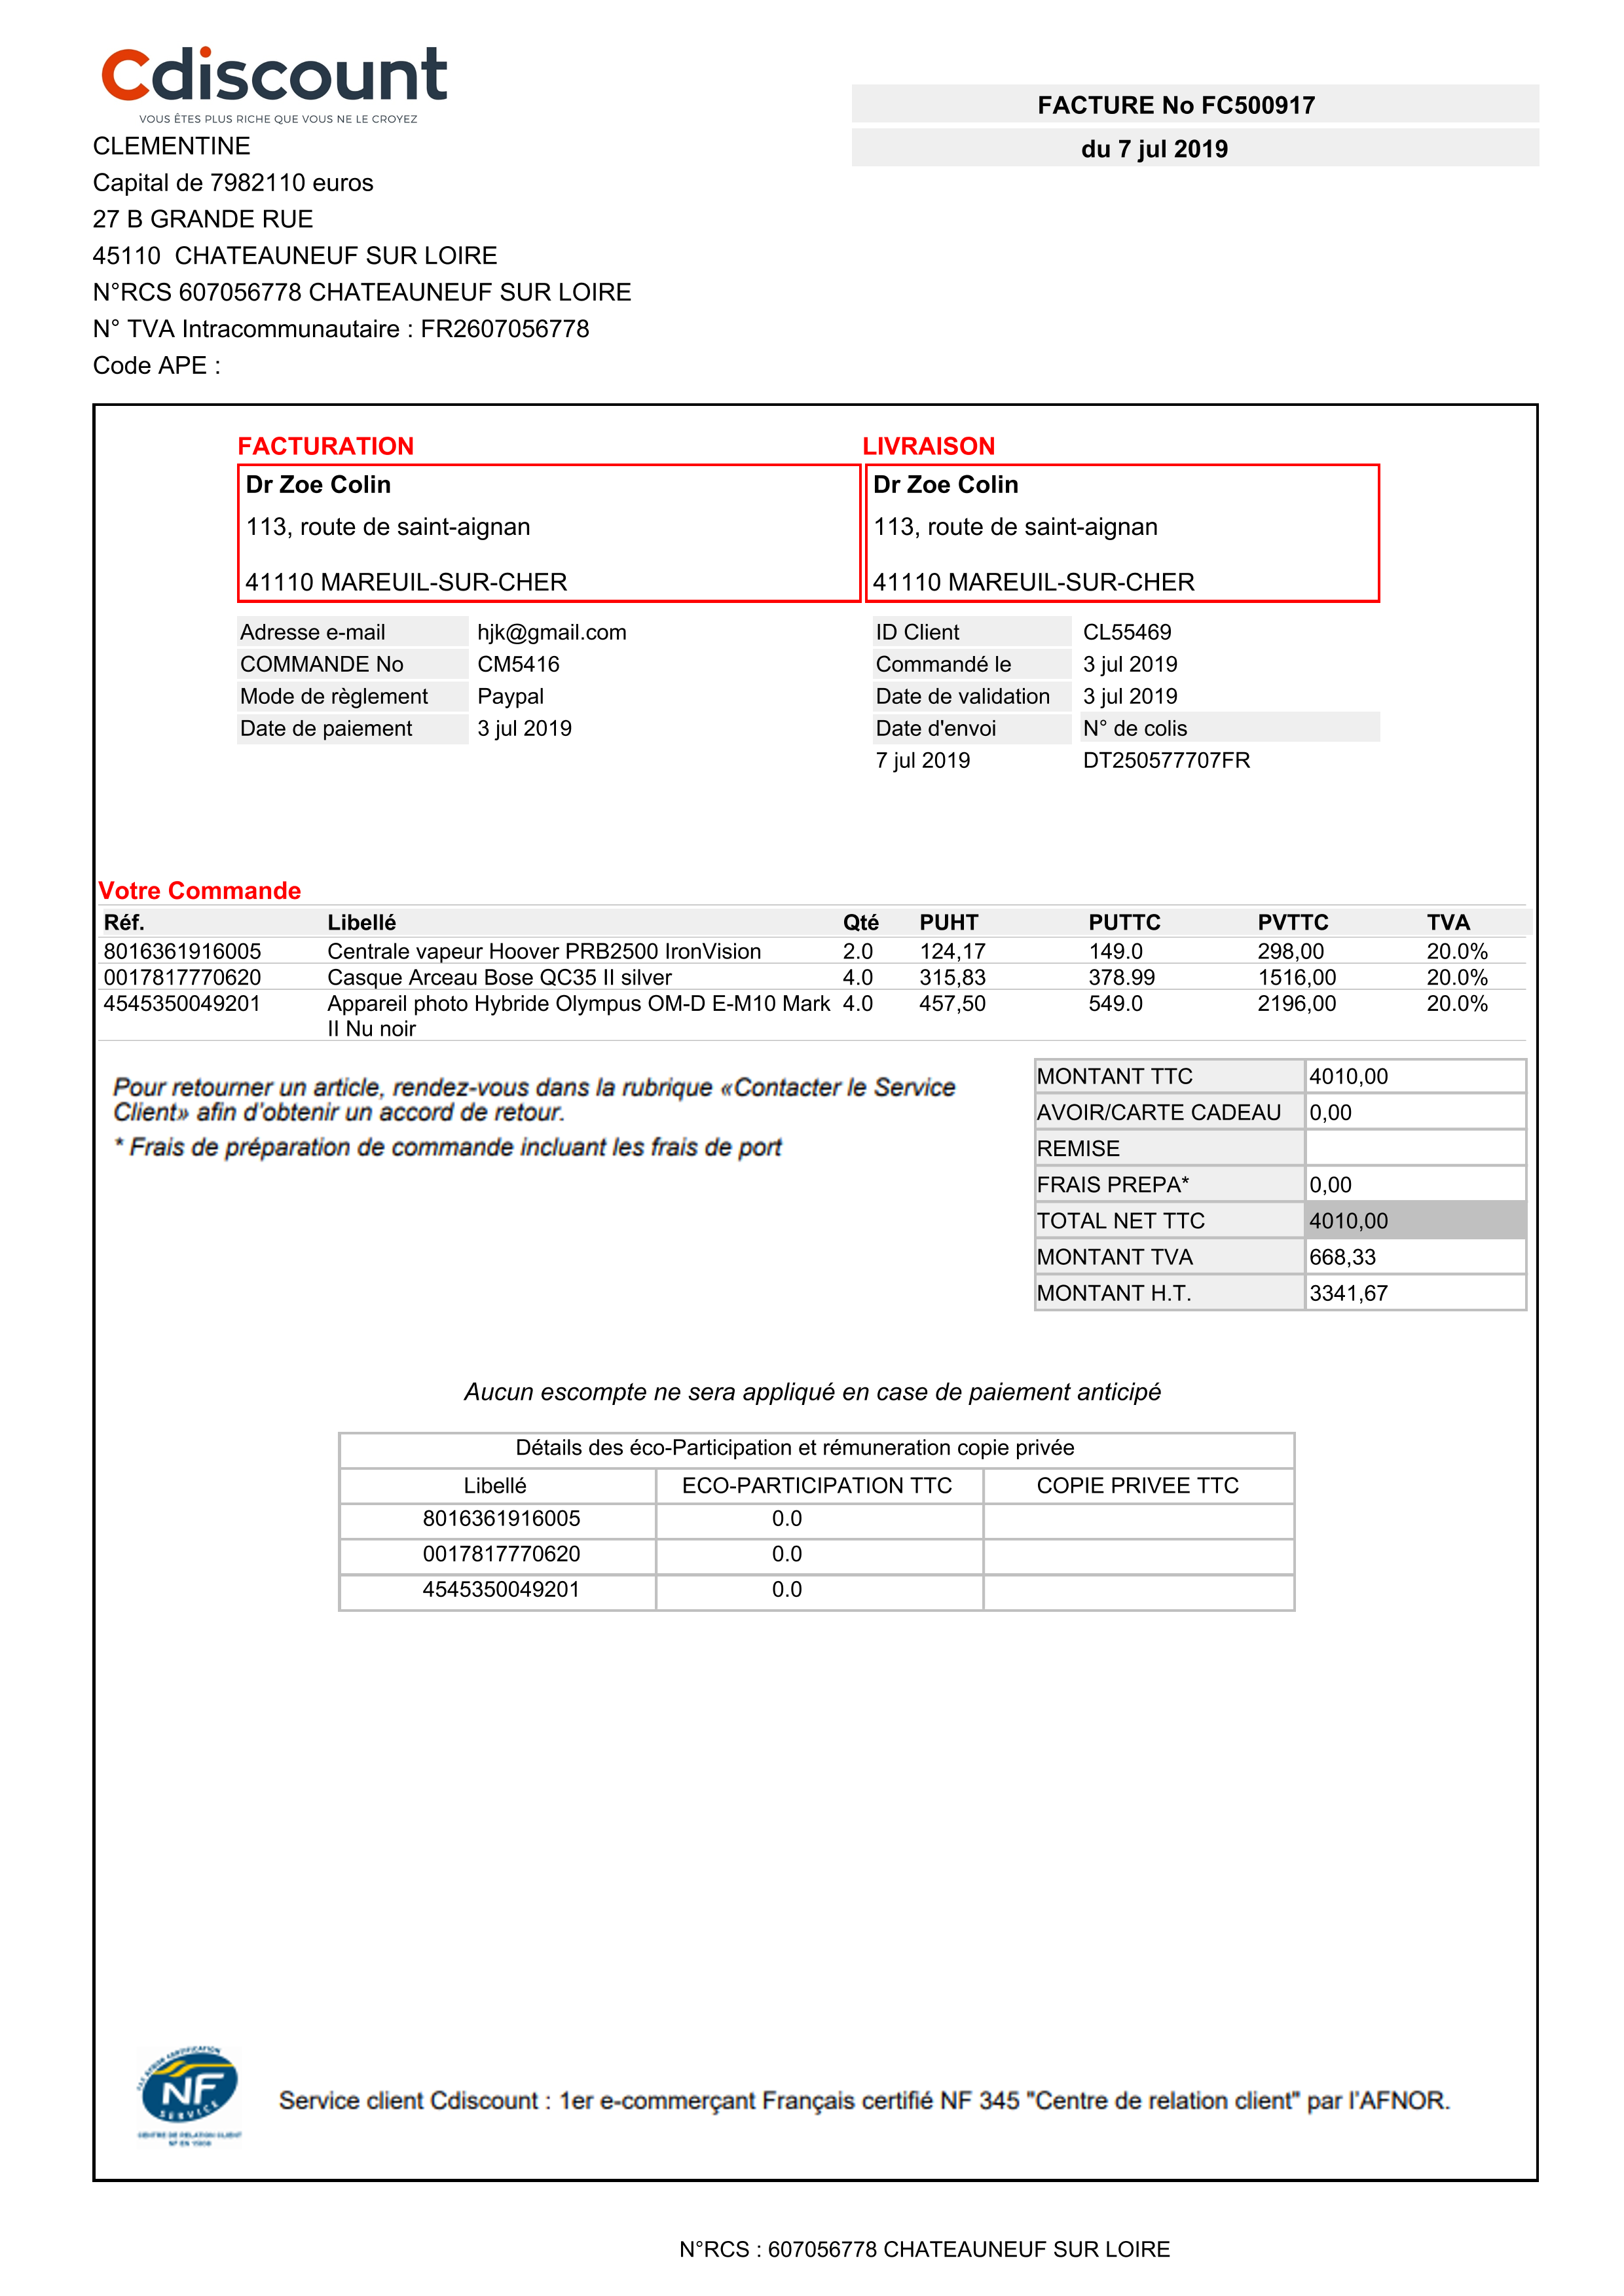 Cdiscount
VOUS ÊTES PLUS RICHE QUE VOUS NE LE CROYEZ
FACTURE No FC500917
du 7 jul 2019
CLEMENTINE
Capital de 7982110 euros
27 B GRANDE RUE
45110 CHATEAUNEUF SUR LOIRE
N°RCS 607056778 CHATEAUNEUF SUR LOIRE
N° TVA Intracommunautaire : FR2607056778
Code APE :
FACTURATION LIVRAISON
Dr Zoe Colin Dr Zoe Colin
113, route de saint-aignan 113, route de saint-aignan
41110 MAREUIL-SUR-CHER 41110 MAREUIL-SUR-CHER
Adresse e-mail hjk@gmail.com ID Client CL55469
COMMANDE No CM5416 Commandé le 3 jul 2019
Mode de règlement Paypal Date de validation 3 jul 2019
Date de paiement 3 jul 2019 Date d'envoi N° de colis
7 jul 2019 DT250577707FR
Votre Commande
Réf. Libellé Qté PUHT PUTTC PVTTC TVA
8016361916005 Centrale vapeur Hoover PRB2500 IronVision 2.0 124,17 149.0 298,00 20.0%
0017817770620 Casque Arceau Bose QC35 II silver 4.0 315,83 378.99 1516,00 20.0%
4545350049201 Appareil photo Hybride Olympus OM-D E-M10 Mark 4.0 457,50 549.0 2196,00 20.0%
II Nu noir
Pour retourner un article, rendez-vous dans la rubrique «Contacter le Service
Client» afin d'obtenir un accord de retour.
* Frais de préparation de commande incluant les frais de port
MONTANT TTC 4010,00
AVOIR/CARTE CADEAU 0,00
REMISE
FRAIS PREPA* 0,00
TOTAL NET TTC 4010,00
MONTANT TVA 668,33
MONTANT H.T. 3341,67
Aucun escompte ne sera appliqué en case de paiement anticipé
Détails des éco-Participation et rémuneration copie privée
Libellé ECO-PARTICIPATION TTC COPIE PRIVEE TTC
8016361916005 0.0
0017817770620 0.0
4545350049201 0.0
NF
SERVICE
CENTRE DE RELATION CLIENT
Service client Cdiscount : 1er e-commerçant Français certifié NF 345 "Centre de relation client" par l'AFNOR.
N°RCS : 607056778 CHATEAUNEUF SUR LOIRE